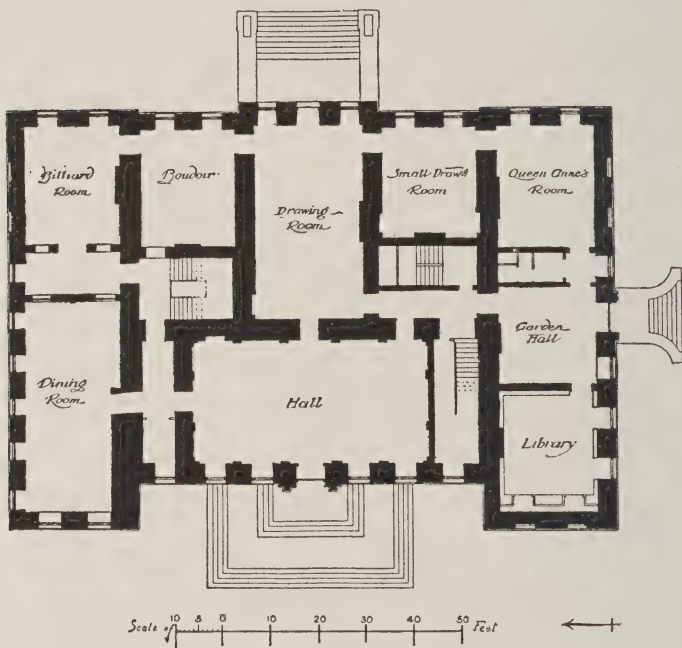 Billiard
Room
Boudoir
Drawing
Room
Small Drawg
Room
Queen Anne's
Room
Garden
Hall
Dining
Room
Hall
Library
Scale of 10 5 0 10 20 30 40 50 Feet